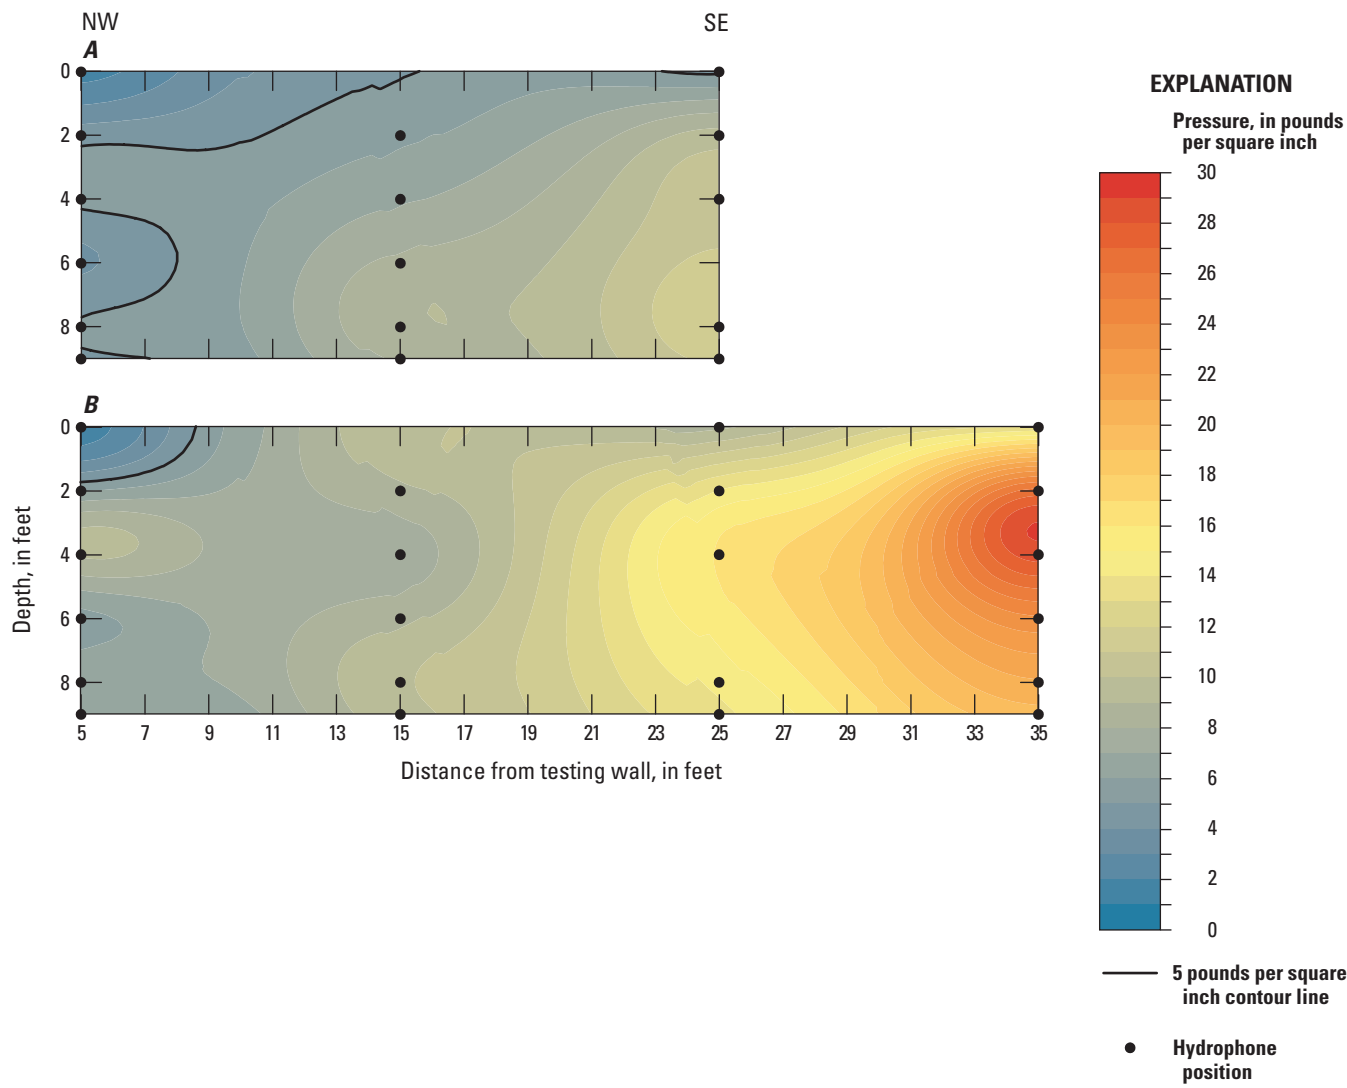 NW
SE
A
0
2
4
6
8
B
0
2
4
6
8
5 7 9 11 13 15 17 19 21 23 25 27 29 31 33 35
Depth, in feet
Distance from testing wall, in feet
EXPLANATION
Pressure, in pounds
per square inch
30
28
26
24
22
20
18
16
14
12
10
8
6
4
2
0
5 pounds per square
inch contour line
Hydrophone
position